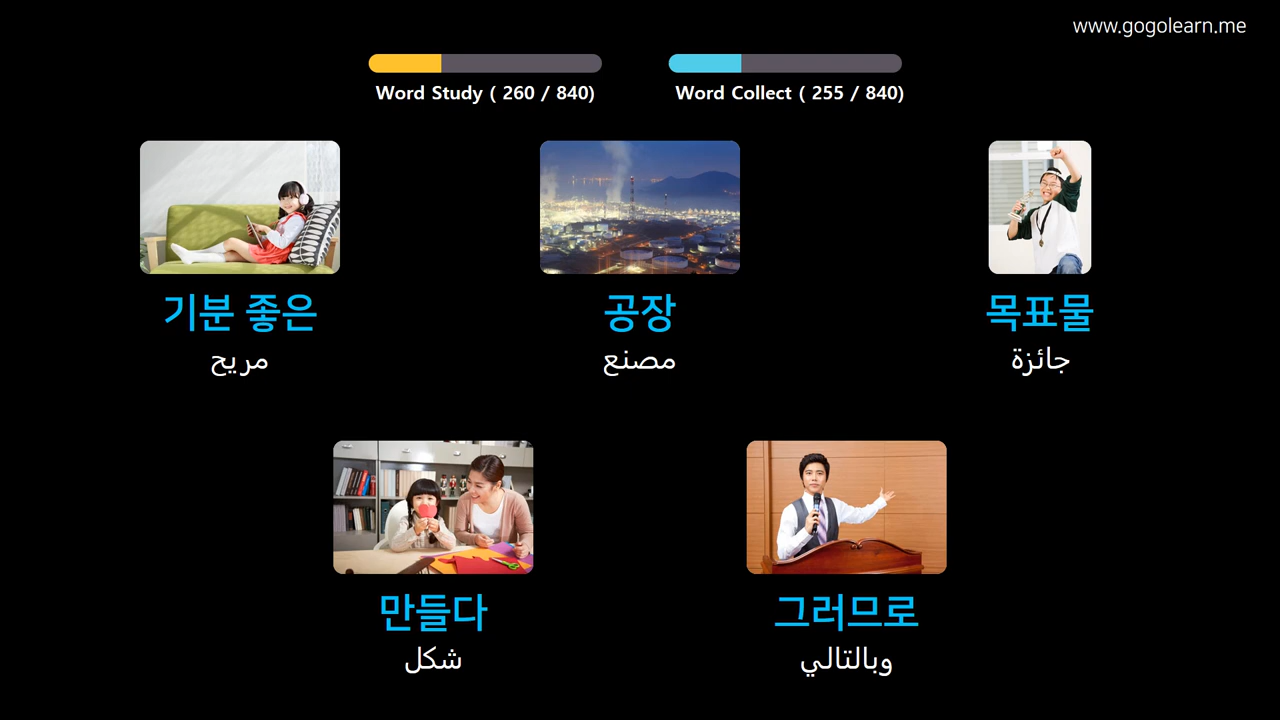 www.gogolearn.me
Word Study ( 260 / 840)
Word Collect ( 255 / 840)
기분 좋은
مريح
공장
مصنع
목표물
جائزة
만들다
شكل
그러므로
وبالتالي